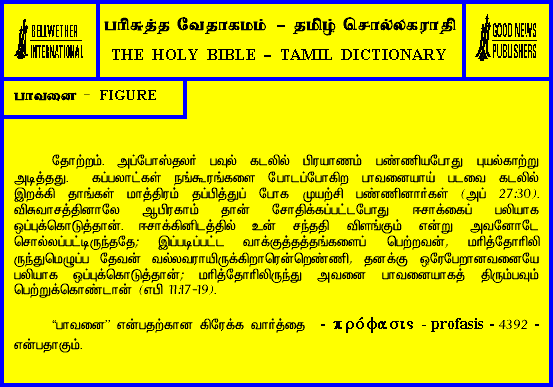 BELLWETHER
INTERNATIONAL
பரிசுத்த வேதாகமம் – தமிழ் சொல்லகராதி
THE HOLY BIBLE – TAMIL DICTIONARY
GOOD NEWS
PUBLISHERS
பாவனை – FIGURE
தோற்றம். அப்போஸ்தலர் பவுல் கடலில் பிரயாணம் பண்ணியபோது புயல்காற்று
அடித்தது. கப்பலாட்கள் நங்கூரங்களை போடப்போகிற பாவனையாய் படவை கடலில்
இறக்கி தாங்கள் மாத்திரம் தப்பித்துப் போக முயற்சி பண்ணினார்கள் (அப் 27:30).
விசுவாசத்தினாலே ஆபிரகாம் தான் சோதிக்கப்பட்டபோது ஈசாக்கைப் பலியாக
ஒப்புக்கொடுத்தான். ஈசாக்கினிடத்தில் உன் சந்ததி விளங்கும் என்று அவனோடே
சொல்லப்பட்டிருந்ததே; இப்படிப்பட்ட வாக்குத்தத்தங்களைப் பெற்றவன், மரித்தோரிலி
ருந்துமெழுப்ப தேவன் வல்லவராயிருக்கிறாரென்றெண்ணி, தனக்கு ஒரேபேறானவனையே
பலியாக ஒப்புக்கொடுத்தான்; மரித்தோரிலிருந்து அவனை பாவனையாகத் திரும்பவும்
பெற்றுக்கொண்டான் (எபி 11:17-19).
“பாவனை” என்பதற்கான கிரேக்க வார்த்தை - πρόφασις - profasis - 4392 -
என்பதாகும்.